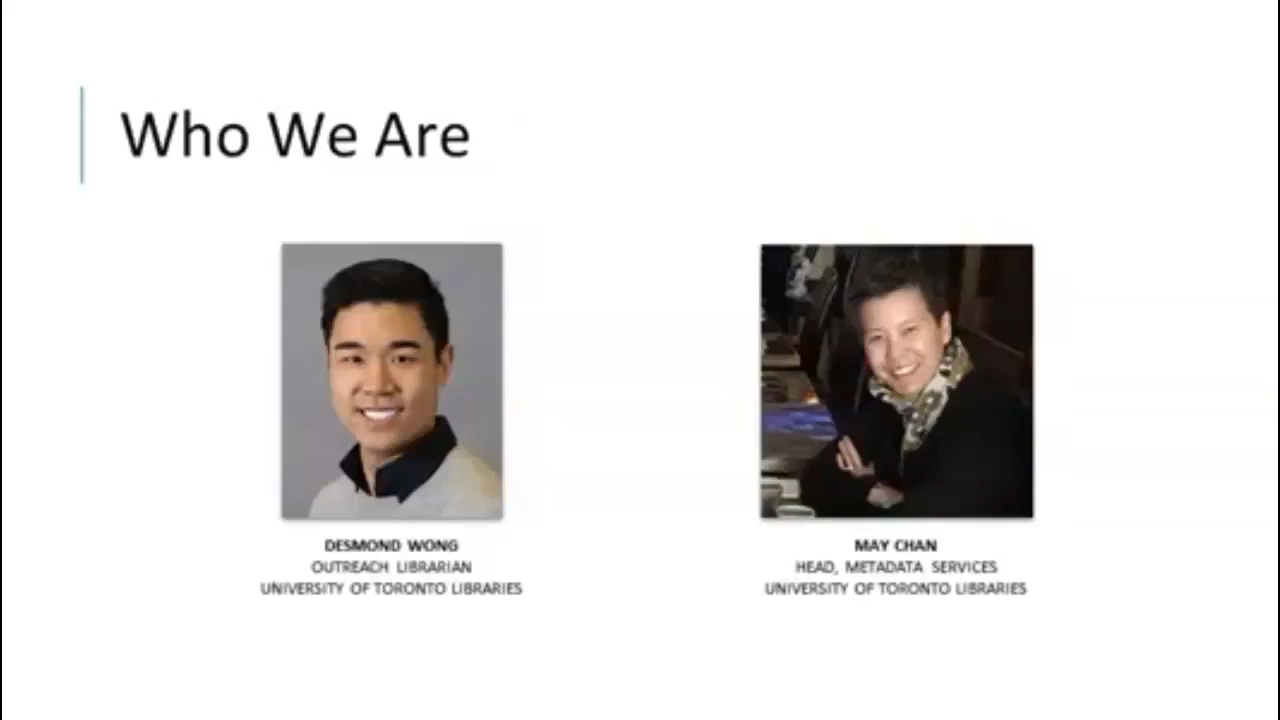 Who We Are
DESMOND WONG
OUTREACH LIBRARIAN
UNIVERSITY OF TORONTO LIBRARIES
MAY CHAN
HEAD, METADATA SERVICES
UNIVERSITY OF TORONTO LIBRARIES